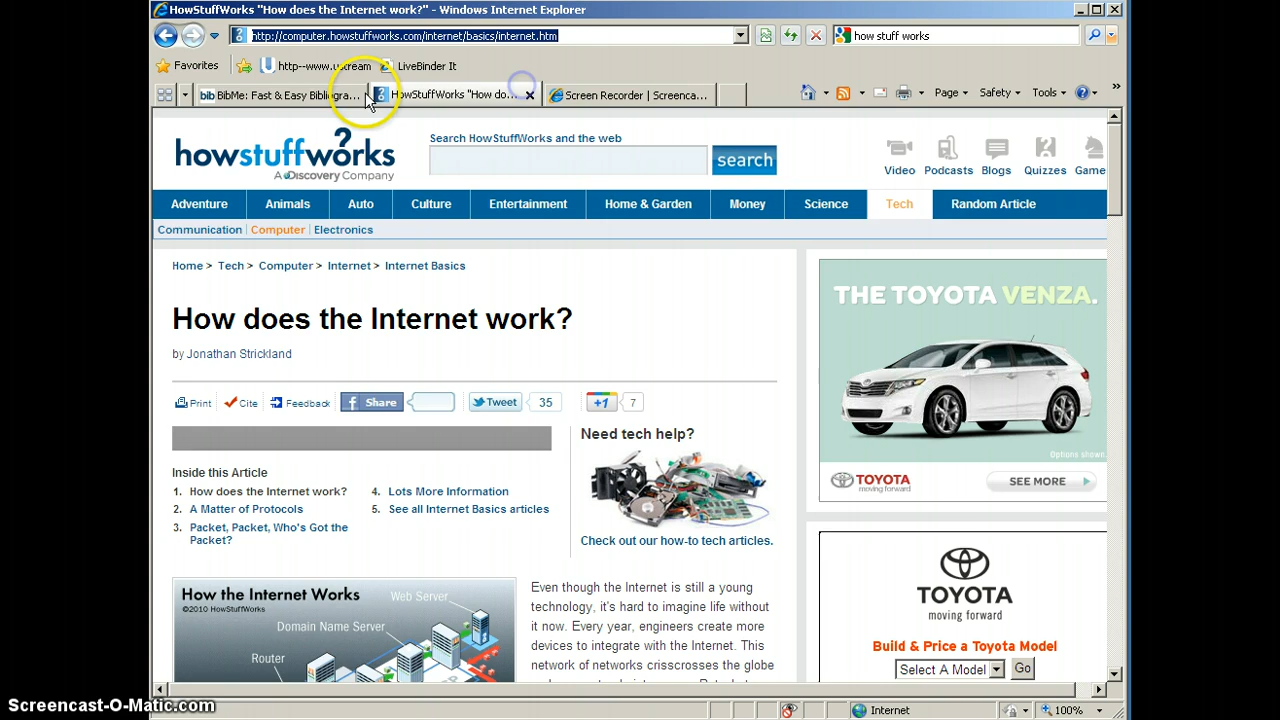 HowStuffWorks "How does the Internet work?" - Windows Internet Explorer
http://computer.howstuffworks.com/internet/basics/internet.htm
how stuff works
Favorites http--www.ustream LiveBinder It
BibMe: Fast & Easy Bibliogra... HowStuffWorks "How do... Screen Recorder | Screenca... Page Safety Tools
howstuffworks
A Discovery Company
Search HowStuffWorks and the web
search
Video Podcasts Blogs Quizzes Game
Adventure Animals Auto Culture Entertainment Home & Garden Money Science Tech Random Article
Communication Computer Electronics
Home > Tech > Computer > Internet > Internet Basics
How does the Internet work?
by Jonathan Strickland
Print Cite Feedback Share Tweet 35 +1 7
Inside this Article
1. How does the Internet work?
2. A Matter of Protocols
3. Packet, Packet, Who's Got the
Packet?
4. Lots More Information
5. See all Internet Basics articles
Need tech help?
Check out our how-to tech articles.
How the Internet Works
©2010 HowStuffWorks
Web Server
Domain Name Server
Router
Even though the Internet is still a young
technology, it's hard to imagine life without
it now. Every year, engineers create more
devices to integrate with the Internet. This
network of networks crisscrosses the globe
THE TOYOTA VENZA.
Options shown.
TOYOTA
moving forward
SEE MORE
TOYOTA
moving forward
Build & Price a Toyota Model
Select A Model Go
Internet 100%
Screencast-O-Matic.com